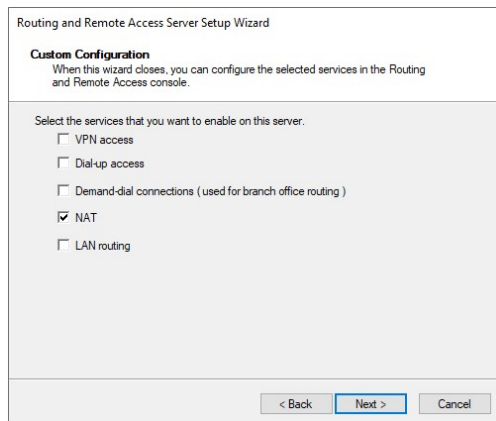 Routing and Remote Access Server Setup Wizard
Custom Configuration
When this wizard closes, you can configure the selected services in the Routing
and Remote Access console.
Select the services that you want to enable on this server.
VPN access
Dial-up access
Demand-dial connections ( used for branch office routing )
NAT
LAN routing
< Back
Next >
Cancel